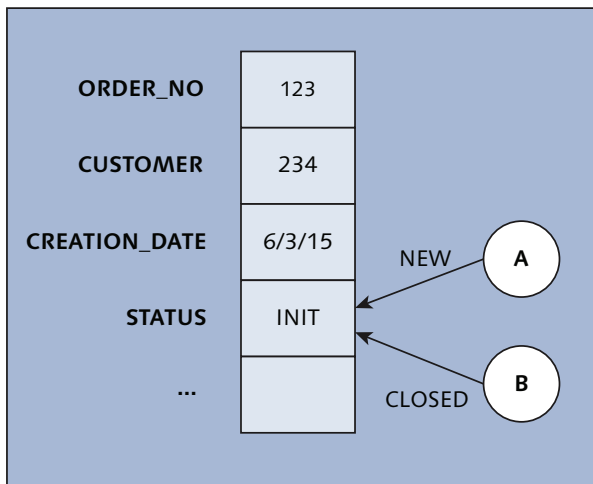 ORDER_NO 123
CUSTOMER 234
CREATION_DATE 6/3/15
NEW A
STATUS INIT
... 
CLOSED B